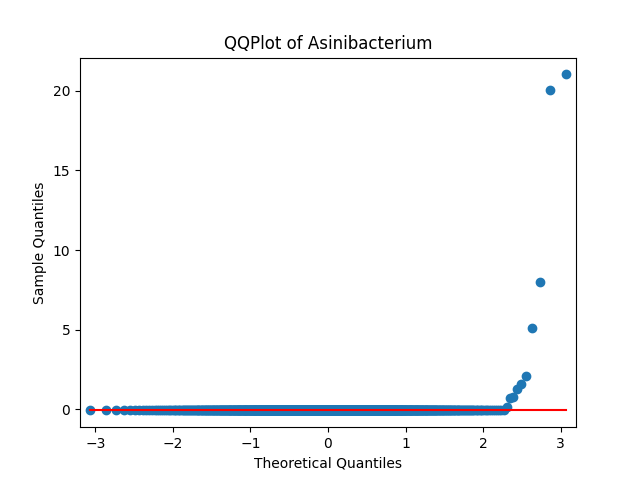 QQPlot of Asinibacterium
20
15
10
5
0
Sample Quantiles
−3 −2 −1 0 1 2 3
Theoretical Quantiles